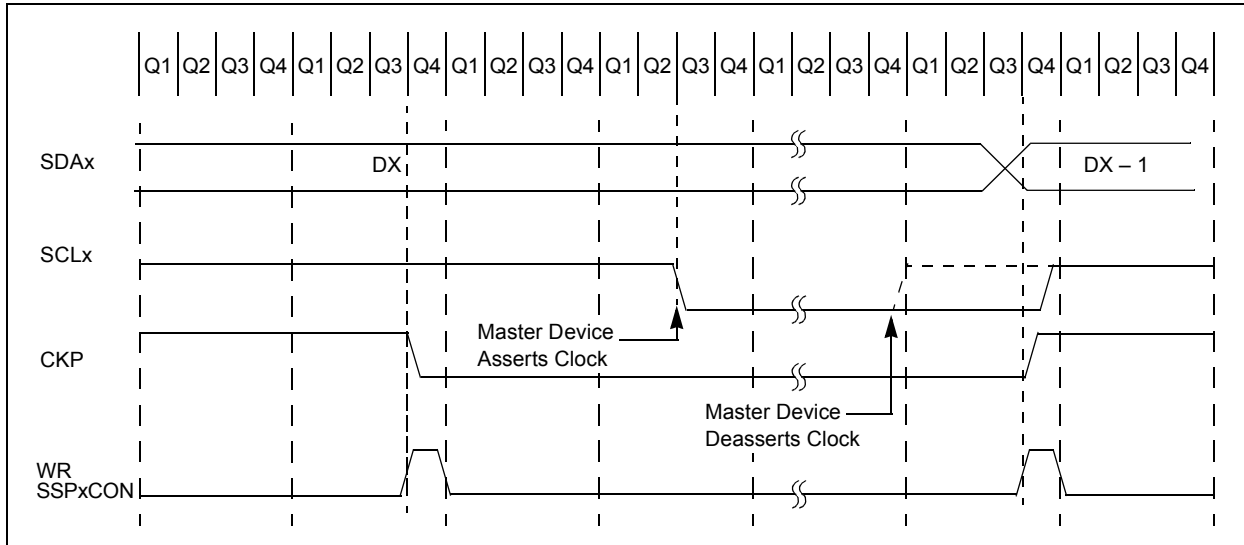 Q1 Q2 Q3 Q4 Q1 Q2 Q3 Q4 Q1 Q2 Q3 Q4 Q1 Q2 Q3 Q4 Q1 Q2 Q3 Q4 Q1 Q2 Q3 Q4 Q1 Q2 Q3 Q4
SDAx
DX
DX – 1
SCLx
Master Device
Asserts Clock
CKP
Master Device
Deasserts Clock
WR
SSPxCON